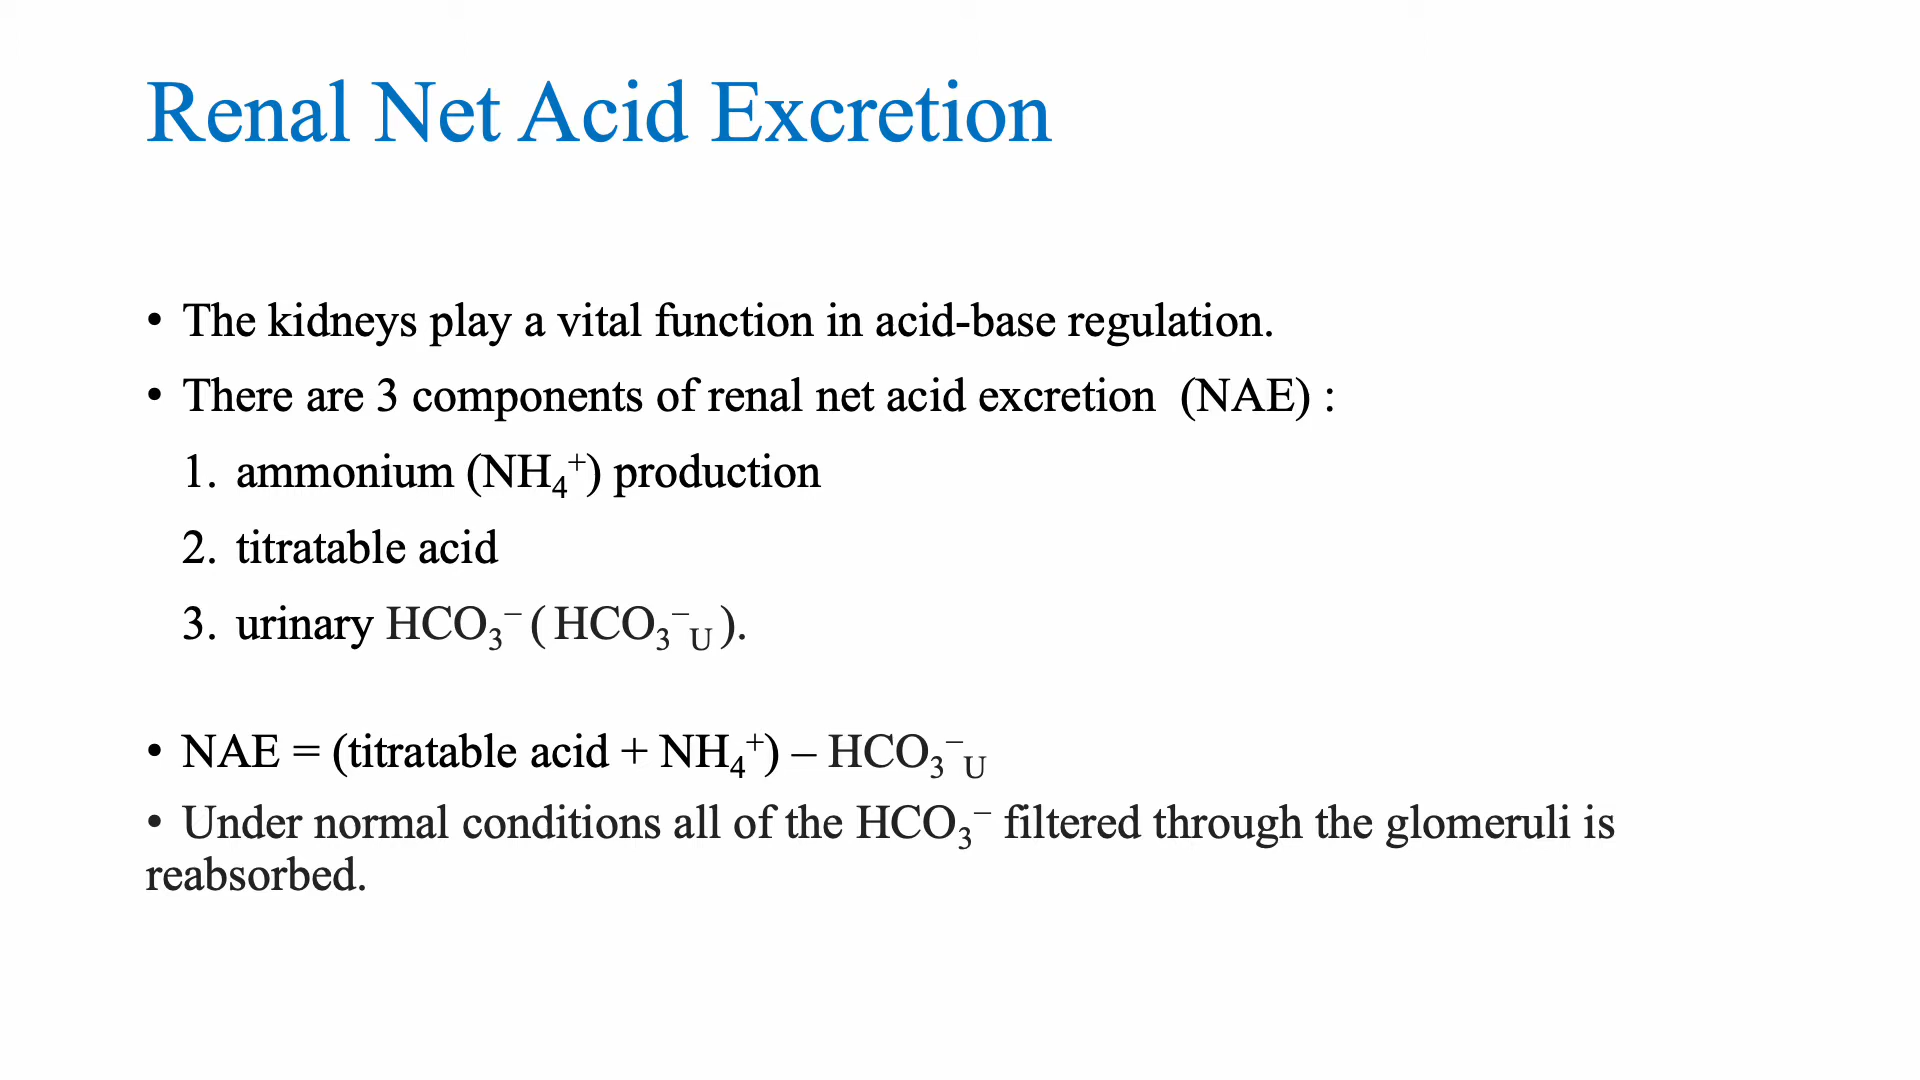 Renal Net Acid Excretion
• The kidneys play a vital function in acid-base regulation.
• There are 3 components of renal net acid excretion (NAE) :
1. ammonium (NH₄⁺) production
2. titratable acid
3. urinary HCO₃⁻ ( HCO₃⁻ᵤ ).
• NAE = (titratable acid + NH₄⁺) – HCO₃⁻ᵤ
• Under normal conditions all of the HCO₃⁻ filtered through the glomeruli is
reabsorbed.